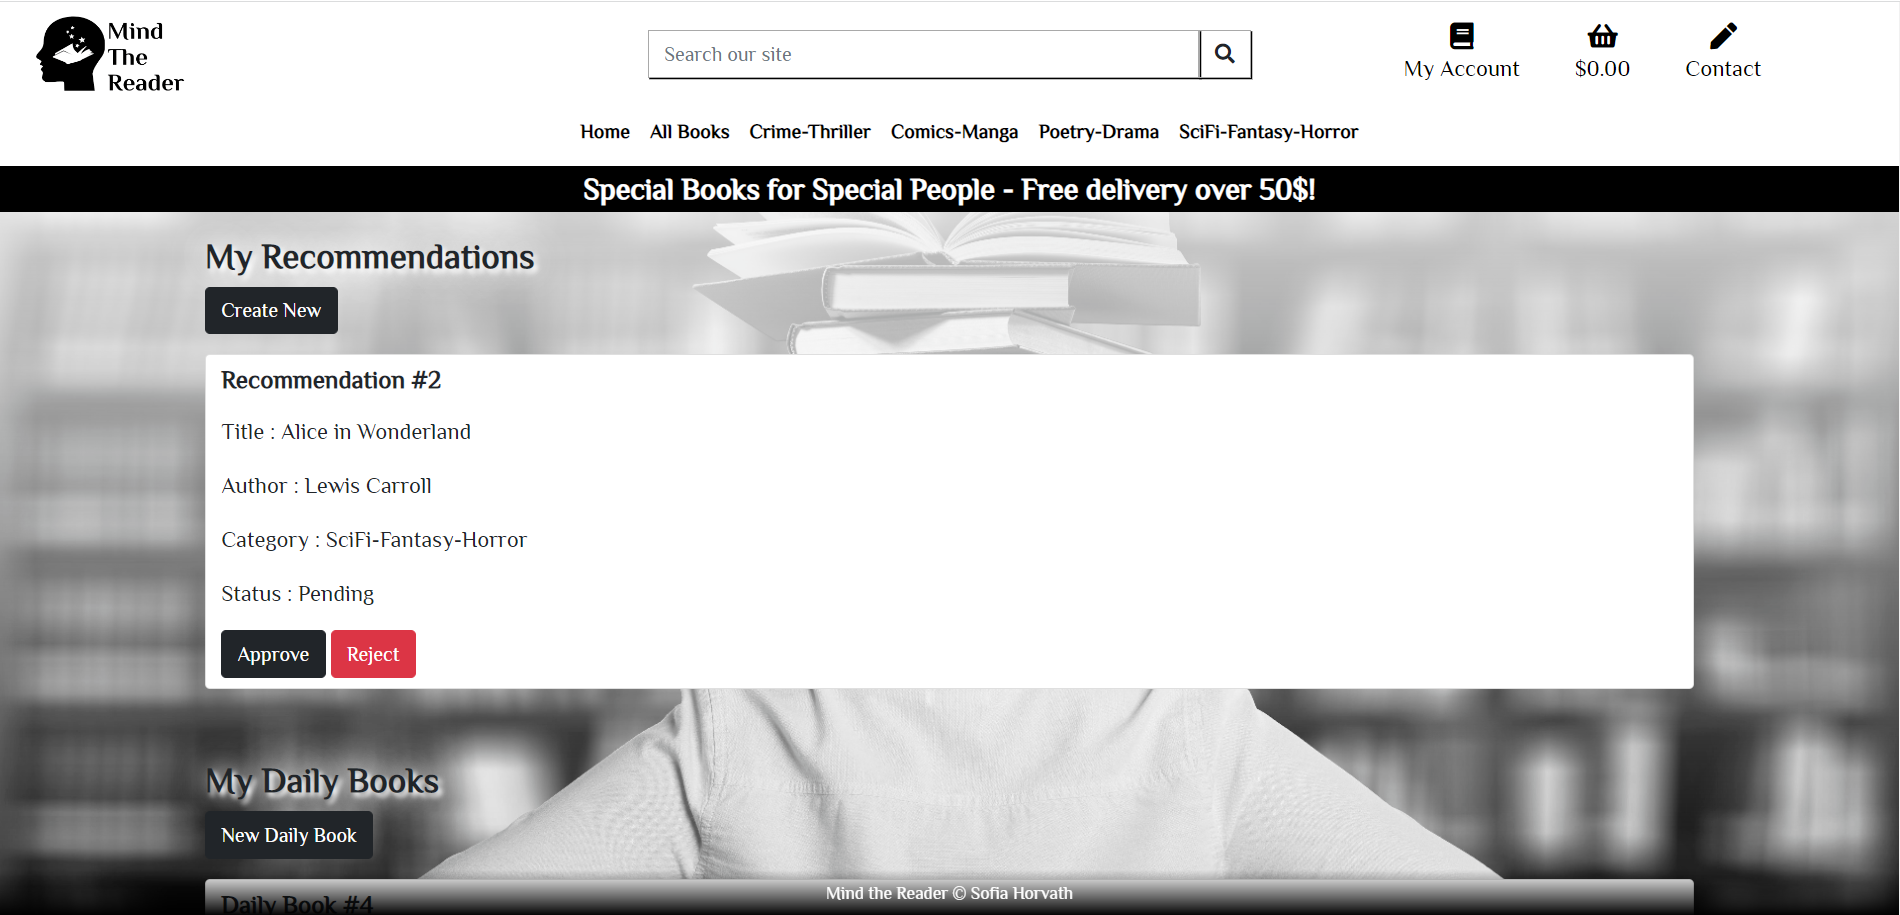 Mind
The
Reader
Search our site
My Account
$0.00
Contact
Home All Books Crime-Thriller Comics-Manga Poetry-Drama SciFi-Fantasy-Horror
Special Books for Special People - Free delivery over 50$!
My Recommendations
Create New
Recommendation #2
Title : Alice in Wonderland
Author : Lewis Carroll
Category : SciFi-Fantasy-Horror
Status : Pending
Approve Reject
My Daily Books
New Daily Book
Mind the Reader © Sofia Horvath
Daily Book #4